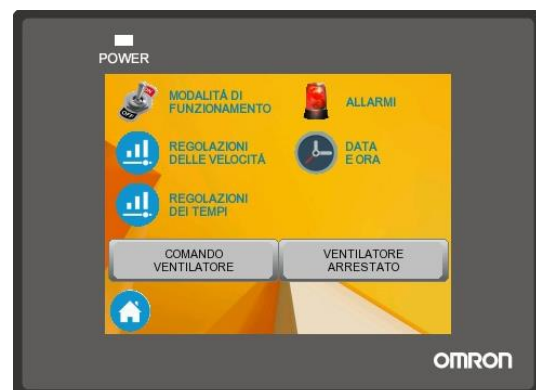 POWER
MODALITÀ DI
FUNZIONAMENTO
ALLARMI
REGOLAZIONI
DELLE VELOCITÀ
DATA
E ORA
REGOLAZIONI
DEI TEMPI
COMANDO
VENTILATORE
VENTILATORE
ARRESTATO
OMRON